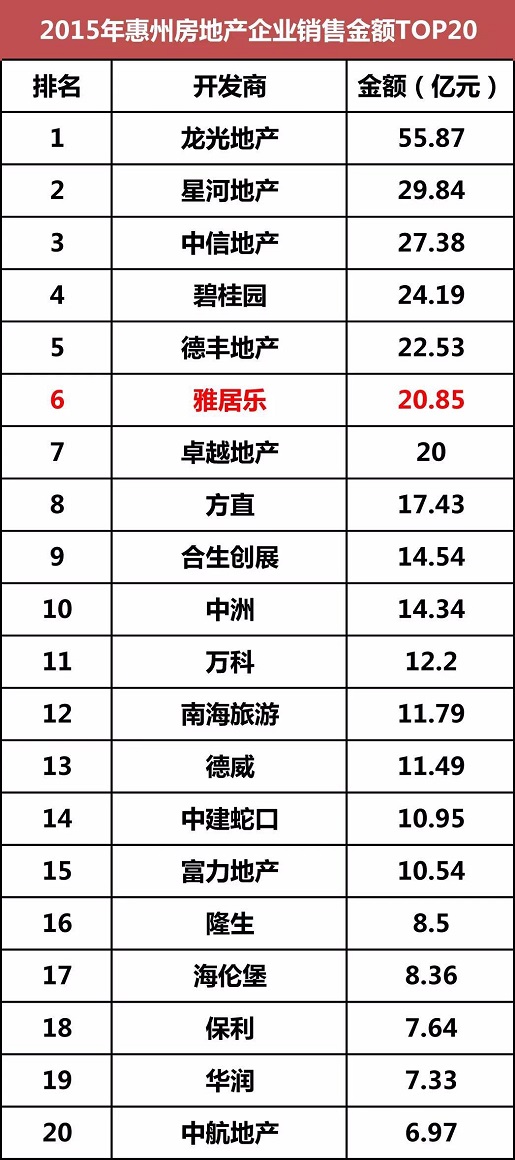 2015年惠州房地产企业销售金额TOP20
排名 开发商 金额（亿元）
1 龙光地产 55.87
2 星河地产 29.84
3 中信地产 27.38
4 碧桂园 24.19
5 德丰地产 22.53
6 雅居乐 20.85
7 卓越地产 20
8 方直 17.43
9 合生创展 14.54
10 中洲 14.34
11 万科 12.2
12 南海旅游 11.79
13 德威 11.49
14 中建蛇口 10.95
15 富力地产 10.54
16 隆生 8.5
17 海伦堡 8.36
18 保利 7.64
19 华润 7.33
20 中航地产 6.97